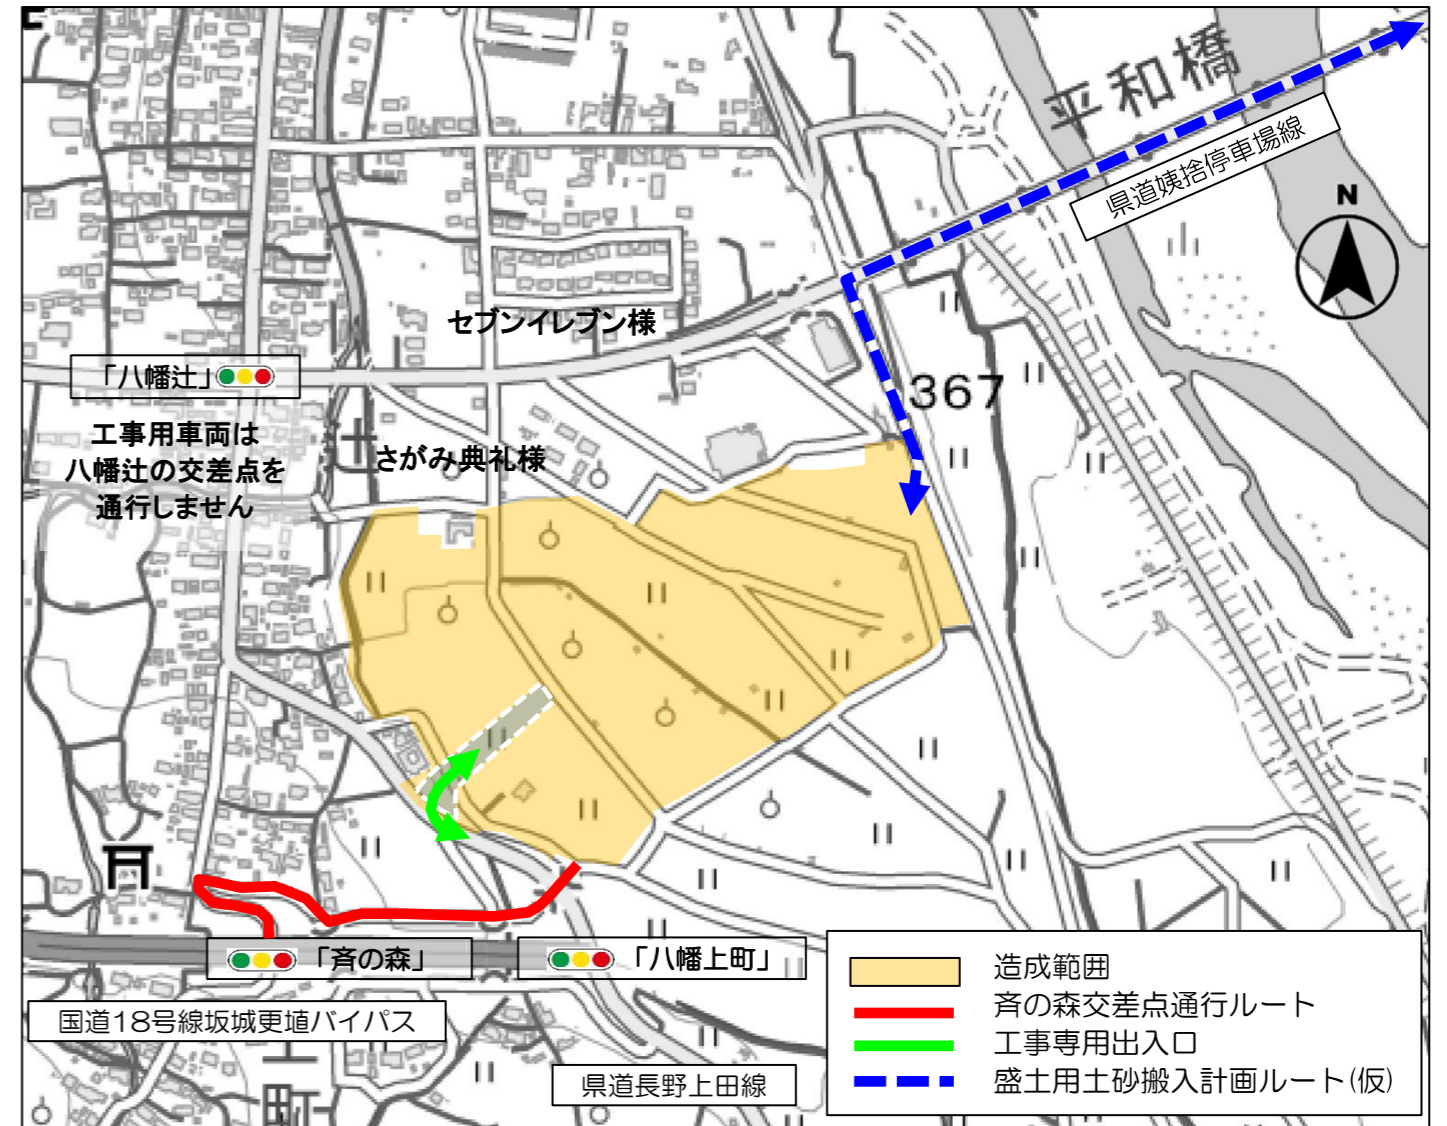 平和橋
県道姨捨停車場線
N
セブンイレブン様
「八幡辻」
367
工事用車両は
八幡辻の交差点を
通行しません
さがみ典礼様
「斉の森」
「八幡上町」
国道18号線坂城更埴バイパス
県道長野上田線
町
造成範囲
斉の森交差点通行ルート
工事専用出入口
盛土用土砂搬入計画ルート(仮)